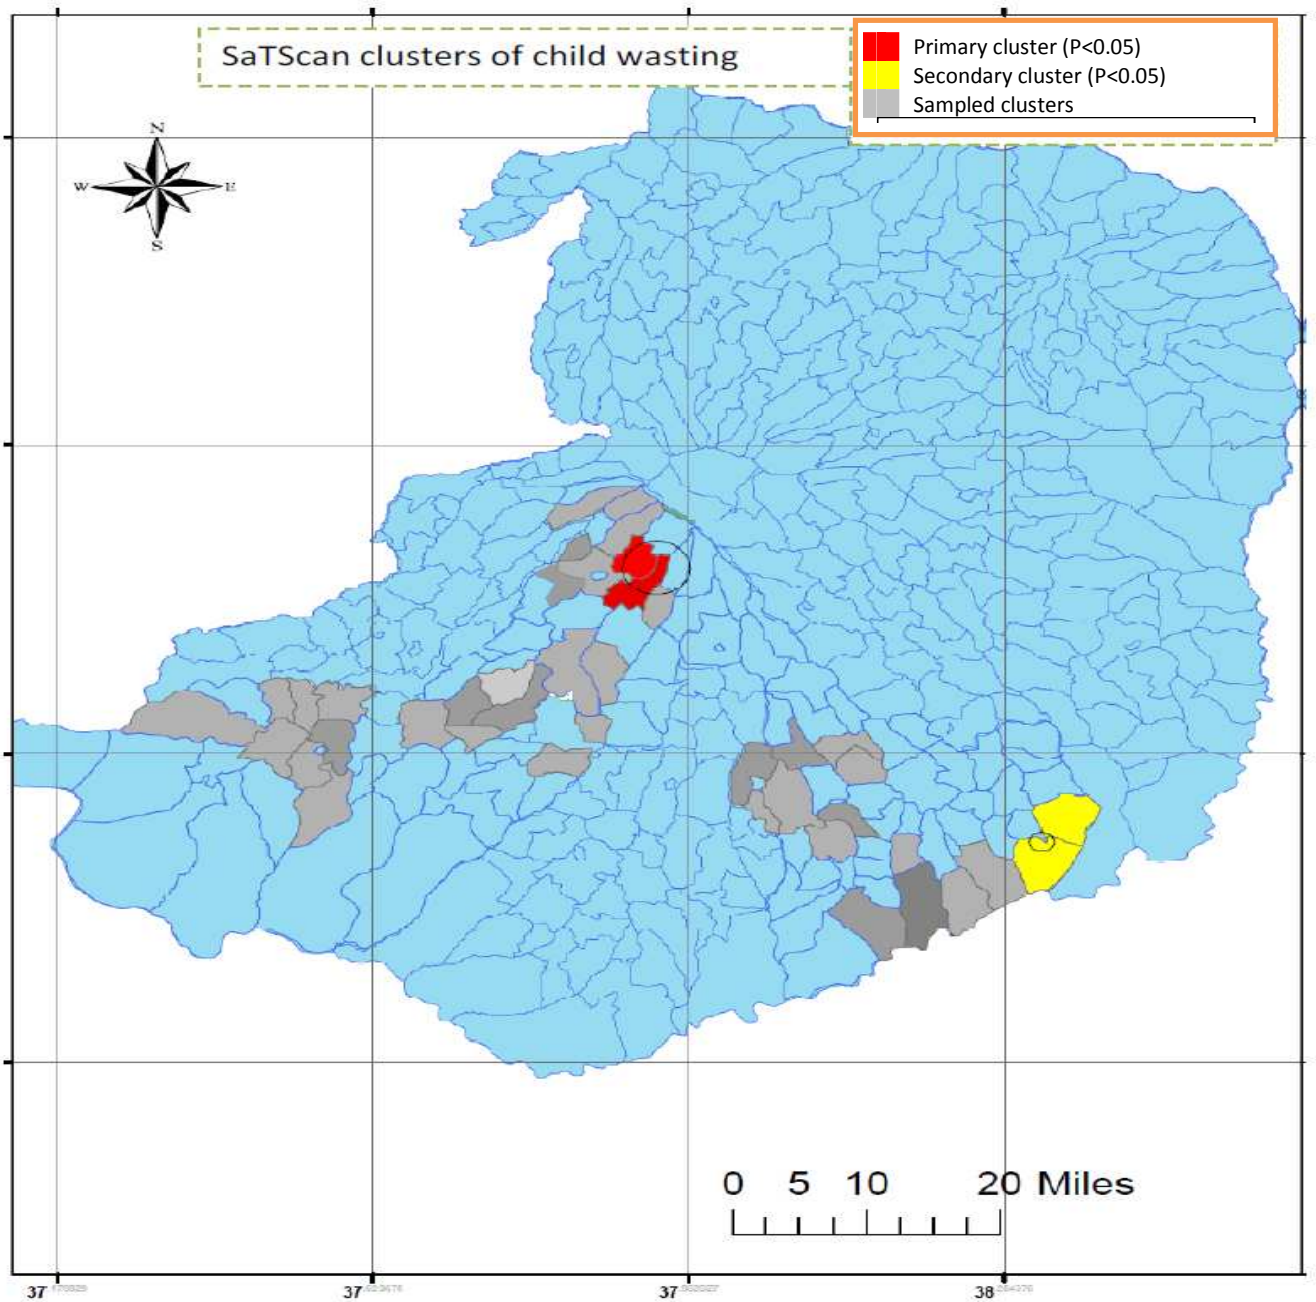 SaTScan clusters of child wasting
Primary cluster (P<0.05)
Secondary cluster (P<0.05)
Sampled clusters
N
W E
S
0 5 10 20 Miles
37 37 37 38